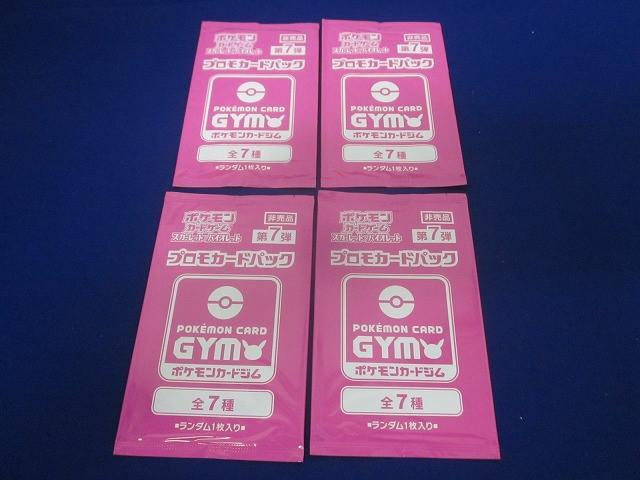 ポケモン
カードゲーム
スカーレット バイオレット
非売品
第7弾
プロモカードパック
POKÉMON CARD
GYM
ポケモンカードジム
全7種
■ランダム1枚入り■
ポケモン
カードゲーム
スカーレット バイオレット
非売品
第7弾
プロモカードパック
POKÉMON CARD
GYM
ポケモンカードジム
全7種
■ランダム1枚入り■
ポケモン
カードゲーム
スカーレット バイオレット
非売品
第7弾
プロモカードパック
POKÉMON CARD
GYM
ポケモンカードジム
全7種
■ランダム1枚入り■
ポケモン
カードゲーム
スカーレット バイオレット
非売品
第7弾
プロモカードパック
POKÉMON CARD
GYM
ポケモンカードジム
全7種
■ランダム1枚入り■